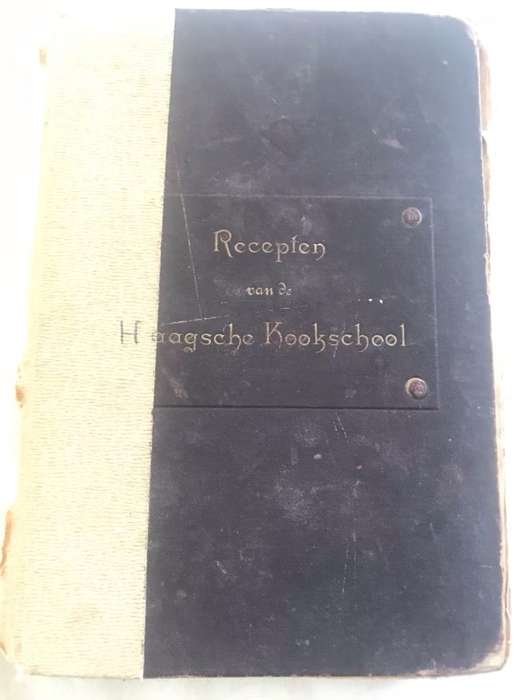 Recepten
van de
Haagsche Kookschool